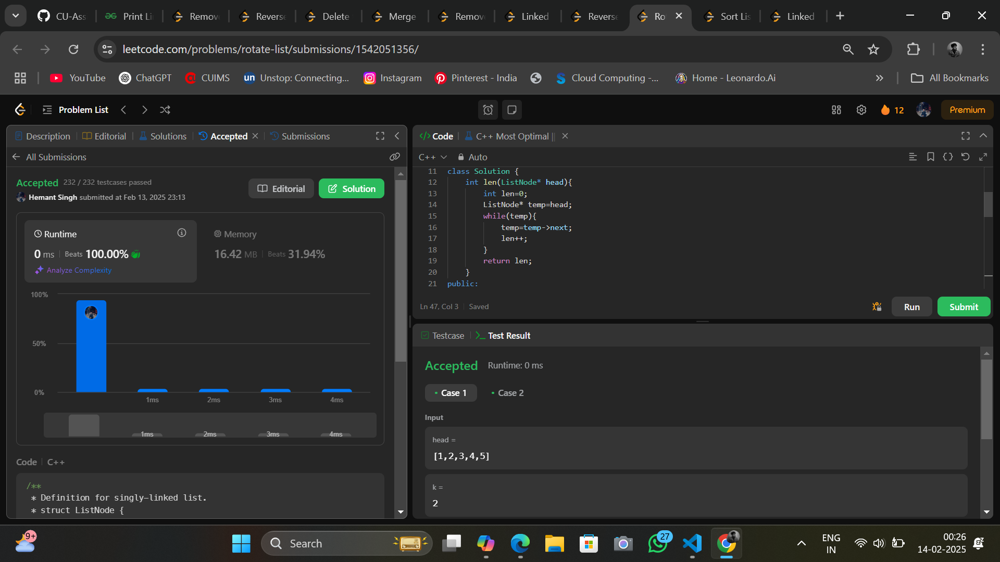 CU-Ass
Print Li
Remov
Reverse
Delete
Merge
Remov
Linked
Reverse
Ro
Sort Lis
Linked
leetcode.com/problems/rotate-list/submissions/1542051356/
YouTube
ChatGPT
CUIMS
un Unstop: Connecting...
Instagram
Pinterest - India
Cloud Computing -...
Home - Leonardo.Ai
All Bookmarks
Problem List
12
Premium
Description
Editorial
Solutions
Accepted
Submissions
All Submissions
Accepted 232 / 232 testcases passed
Hemant Singh submitted at Feb 13, 2025 23:13
Editorial
Solution
Runtime
0 ms Beats 100.00%
Analyze Complexity
Memory
16.42 MB Beats 31.94%
100%
50%
0%
1ms 2ms 3ms 4ms
1ms 2ms 3ms 4ms
Code C++
/**
* Definition for singly-linked list.
* struct ListNode {
</> Code
C++ Most Optimal ||
C++
Auto
11 class Solution {
12 int len(ListNode* head){
13 int len=0;
14 ListNode* temp=head;
15 while(temp){
16 temp=temp->next;
17 len++;
18 }
19 return len;
20 }
21 public:
Ln 47, Col 3 Saved
Run
Submit
Testcase
Test Result
Accepted Runtime: 0 ms
Case 1
Case 2
Input
head =
[1,2,3,4,5]
k =
2
9+
Search
27
ENG
IN
00:26
14-02-2025